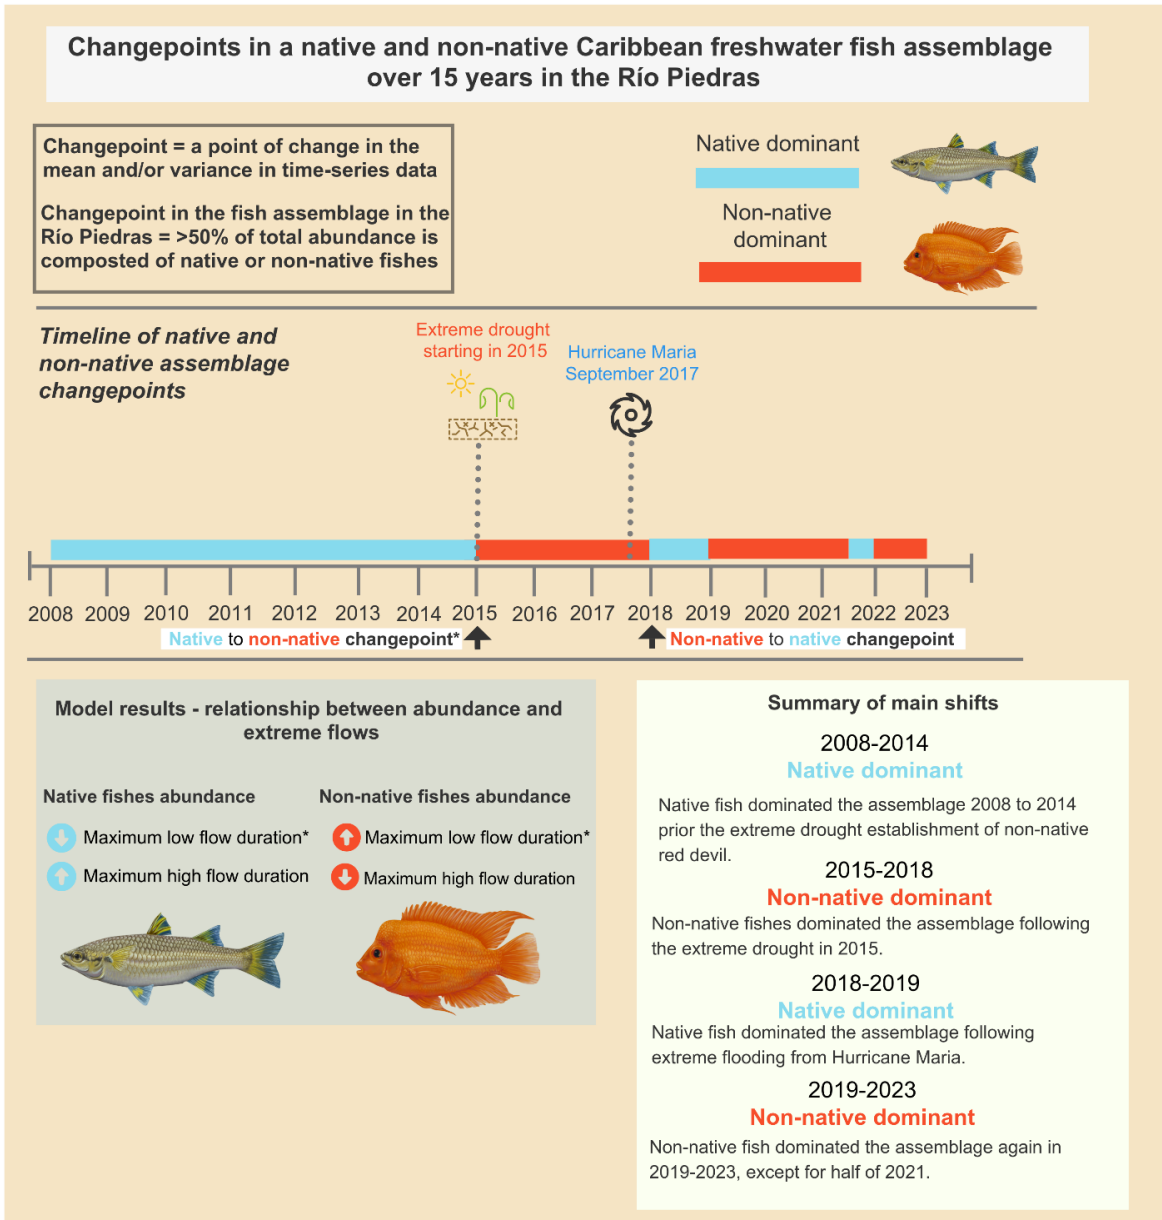 Changepoints in a native and non-native Caribbean freshwater fish assemblage
over 15 years in the Río Piedras
Changepoint = a point of change in the
mean and/or variance in time-series data
Changepoint in the fish assemblage in the
Río Piedras = >50% of total abundance is
composted of native or non-native fishes
Native dominant
Non-native
dominant
Timeline of native and
non-native assemblage
changepoints
Extreme drought
starting in 2015
Hurricane Maria
September 2017
2008 2009 2010 2011 2012 2013 2014 2015 2016 2017 2018 2019 2020 2021 2022 2023
Native to non-native changepoint*
Non-native to native changepoint
Model results - relationship between abundance and
extreme flows
Native fishes abundance
Maximum low flow duration*
Maximum high flow duration
Non-native fishes abundance
Maximum low flow duration*
Maximum high flow duration
Summary of main shifts
2008-2014
Native dominant
Native fish dominated the assemblage 2008 to 2014
prior the extreme drought establishment of non-native
red devil.
2015-2018
Non-native dominant
Non-native fishes dominated the assemblage following
the extreme drought in 2015.
2018-2019
Native dominant
Native fish dominated the assemblage following
extreme flooding from Hurricane Maria.
2019-2023
Non-native dominant
Non-native fish dominated the assemblage again in
2019-2023, except for half of 2021.